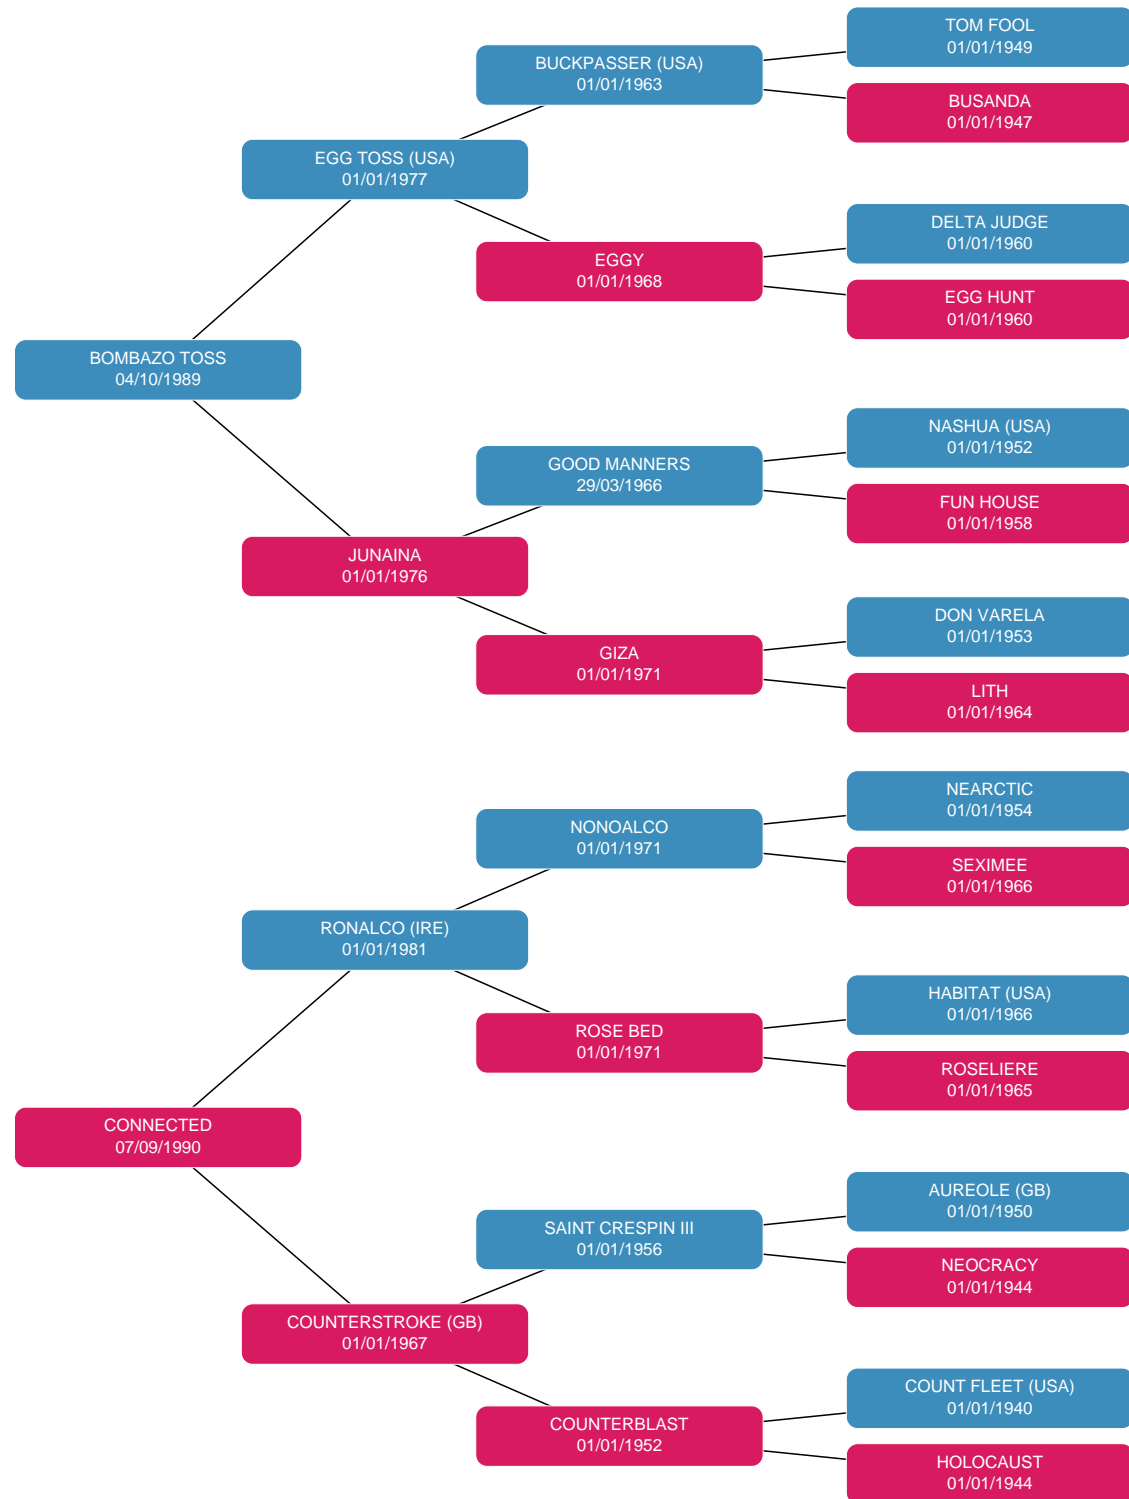 TOM FOOL
01/01/1949
BUCKPASSER (USA)
01/01/1963
BUSANDA
01/01/1947
EGG TOSS (USA)
01/01/1977
DELTA JUDGE
01/01/1960
EGGY
01/01/1968
EGG HUNT
01/01/1960
BOMBAZO TOSS
04/10/1989
NASHUA (USA)
01/01/1952
GOOD MANNERS
29/03/1966
FUN HOUSE
01/01/1958
JUNAINA
01/01/1976
DON VARELA
01/01/1953
GIZA
01/01/1971
LITH
01/01/1964
NEARCTIC
01/01/1954
NONOALCO
01/01/1971
SEXIMEE
01/01/1966
RONALCO (IRE)
01/01/1981
HABITAT (USA)
01/01/1966
ROSE BED
01/01/1971
ROSELIERE
01/01/1965
CONNECTED
07/09/1990
AUREOLE (GB)
01/01/1950
SAINT CRESPIN III
01/01/1956
NEOCRACY
01/01/1944
COUNTERSTROKE (GB)
01/01/1967
COUNT FLEET (USA)
01/01/1940
COUNTERBLAST
01/01/1952
HOLOCAUST
01/01/1944